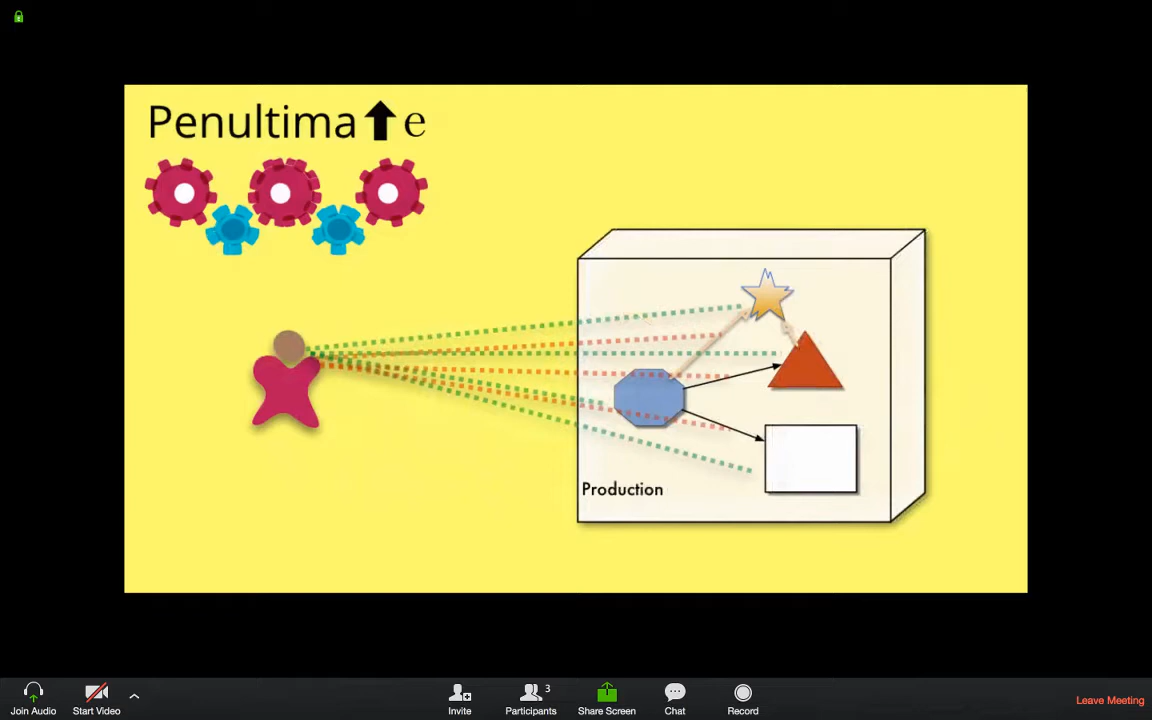 Penultima⬆e
Production
Join Audio
Start Video
Invite
Participants
3
Share Screen
Chat
Record
Leave Meeting